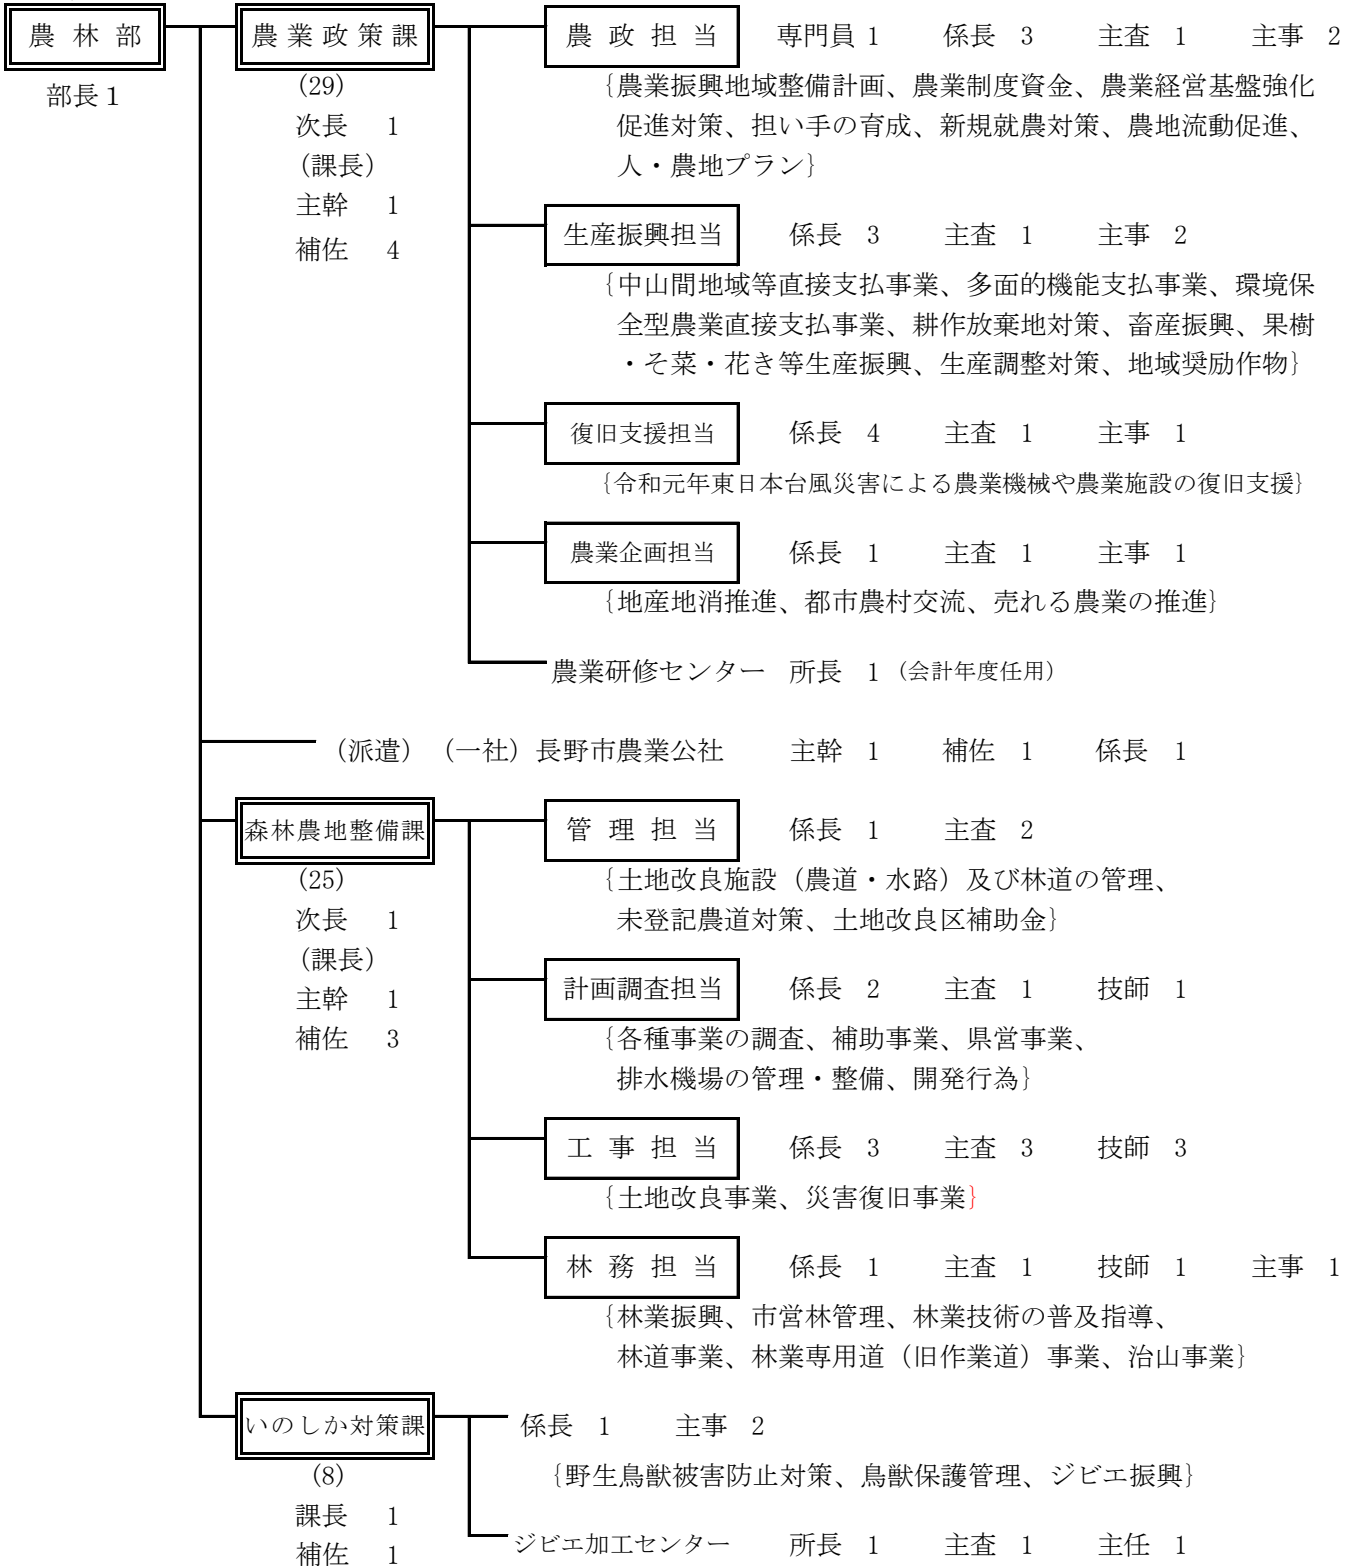 農林部 農業政策課 農政担当 専門員 1 係長 3 主査 1 主事 2
部長 1
(29)
次長 1
(課長)
主幹 1
補佐 4
{農業振興地域整備計画、農業制度資金、農業経営基盤強化
促進対策、担い手の育成、新規就農対策、農地流動促進、
人・農地プラン}
生産振興担当 係長 3 主査 1 主事 2
{中山間地域等直接支払事業、多面的機能支払事業、環境保
全型農業直接支払事業、耕作放棄地対策、畜産振興、果樹
・そ菜・花き等生産振興、生産調整対策、地域奨励作物}
復旧支援担当 係長 4 主査 1 主事 1
{令和元年東日本台風災害による農業機械や農業施設の復旧支援}
農業企画担当 係長 1 主査 1 主事 1
{地産地消推進、都市農村交流、売れる農業の推進}
農業研修センター 所長 1 (会計年度任用)
(派遣) (一社)長野市農業公社 主幹 1 補佐 1 係長 1
森林農地整備課 管理担当 係長 1 主査 2
(25)
次長 1
(課長)
主幹 1
補佐 3
{土地改良施設(農道・水路)及び林道の管理、
未登記農道対策、土地改良区補助金}
計画調査担当 係長 2 主査 1 技師 1
{各種事業の調査、補助事業、県営事業、
排水機場の管理・整備、開発行為}
工事担当 係長 3 主査 3 技師 3
{土地改良事業、災害復旧事業}
林務担当 係長 1 主査 1 技師 1 主事 1
{林業振興、市営林管理、林業技術の普及指導、
林道事業、林業専用道(旧作業道)事業、治山事業}
いのしか対策課 係長 1 主事 2
(8)
課長 1
補佐 1
{野生鳥獣被害防止対策、鳥獣保護管理、ジビエ振興}
ジビエ加工センター 所長 1 主査 1 主任 1